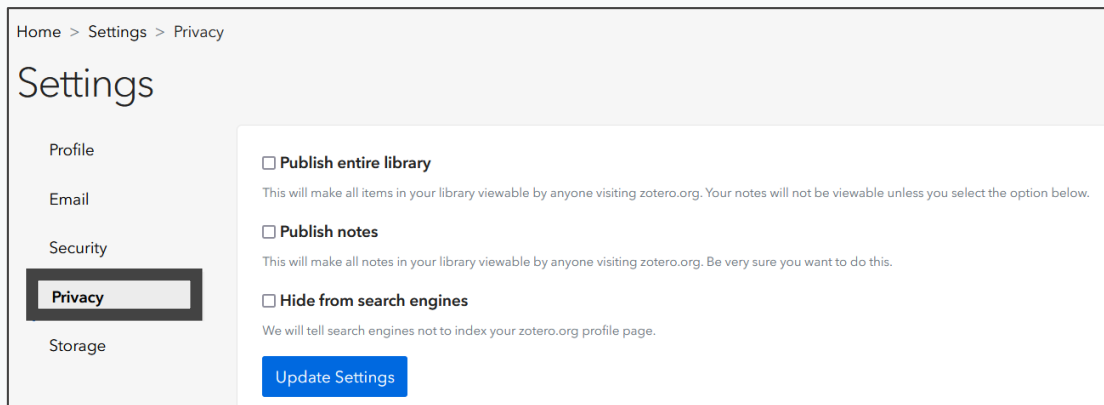 Home > Settings > Privacy
Settings
Profile
Email
Security
Privacy
Storage
Publish entire library
This will make all items in your library viewable by anyone visiting zotero.org. Your notes will not be viewable unless you select the option below.
Publish notes
This will make all notes in your library viewable by anyone visiting zotero.org. Be very sure you want to do this.
Hide from search engines
We will tell search engines not to index your zotero.org profile page.
Update Settings